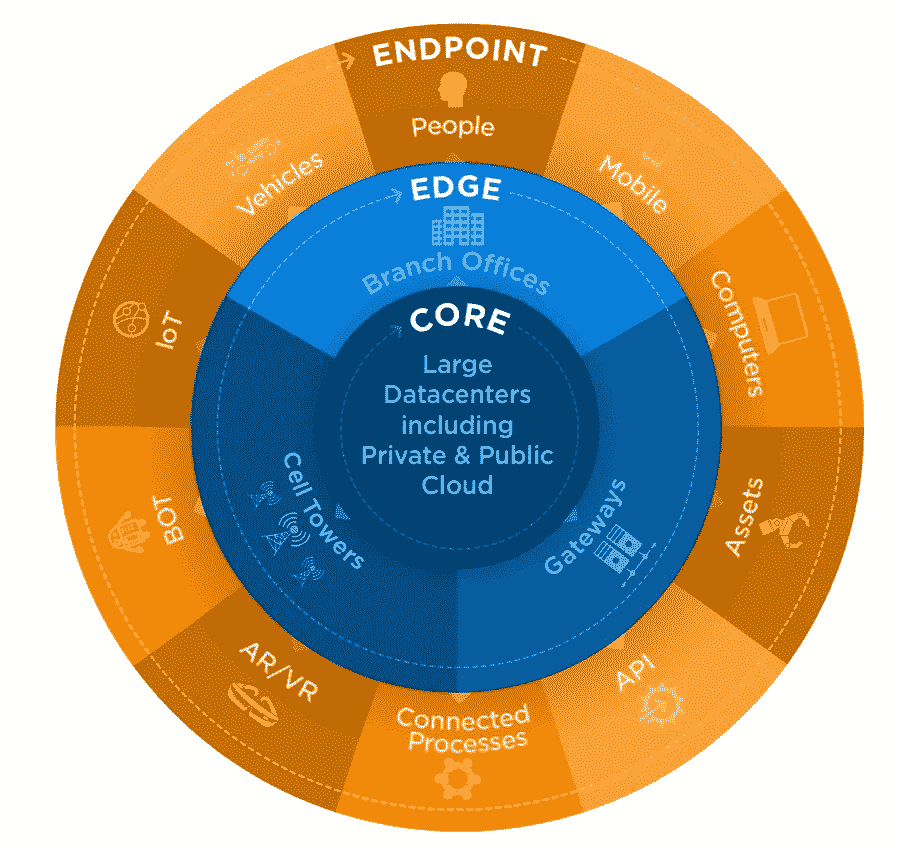 ENDPOINT
People
Mobile
Computers
Assets
API
Connected
Processes
AR/VR
BOT
IoT
Vehicles
EDGE
Branch Offices
Gateways
Cell Towers
CORE
Large
Datacenters
including
Private & Public
Cloud